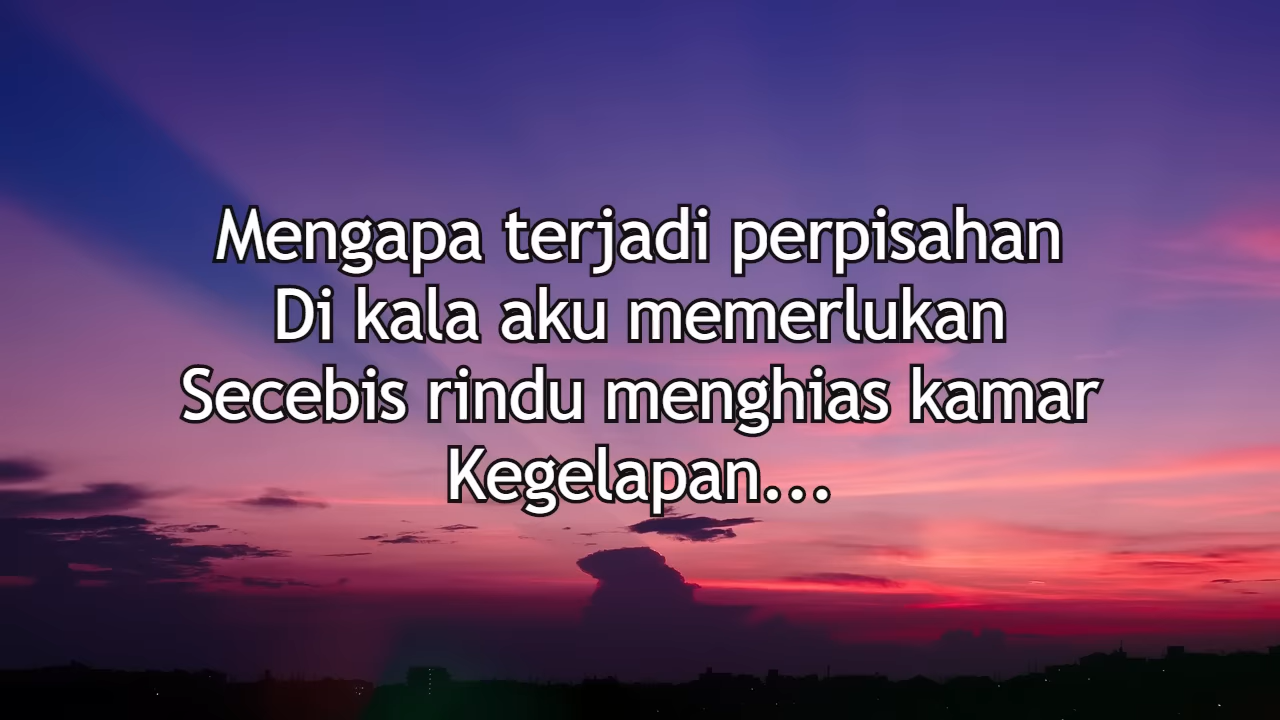 Mengapa terjadi perpisahan
Di kala aku memerlukan
Secebis rindu menghias kamar
Kegelapan...